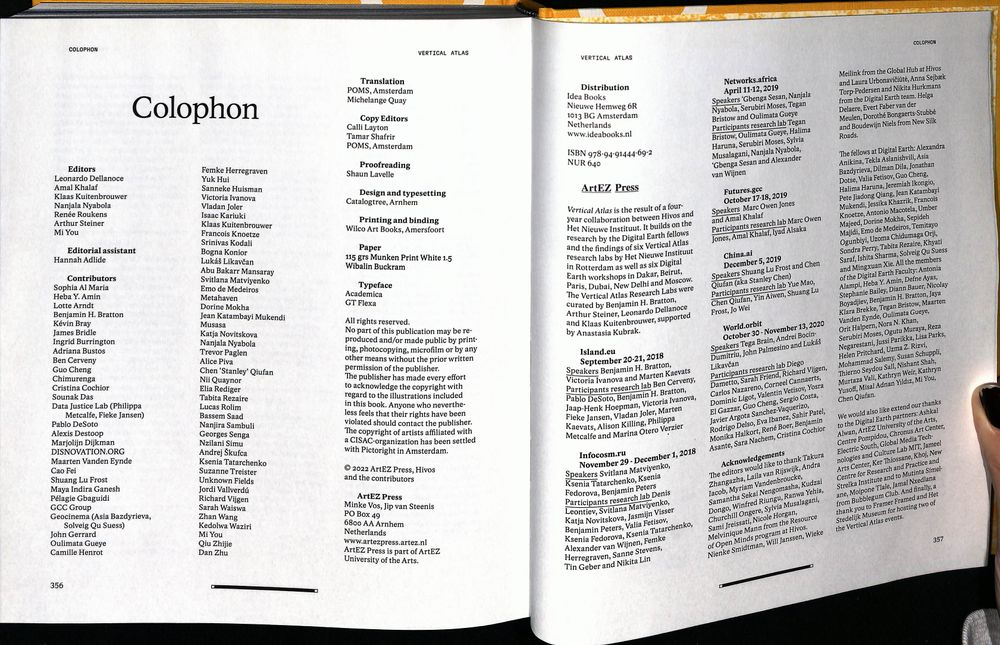 COLOPHON
VERTICAL ATLAS
Colophon
Editors
Leonardo Dellanoce
Amal Khalaf
Klaas Kuitenbrouwer
Nanjala Nyabola
Renée Roukens
Arthur Steiner
Mi You
Editorial assistant
Hannah Adlide
Contributors
Sophia Al Maria
Heba Y. Amin
Lotte Arndt
Benjamin H. Bratton
Kévin Bray
James Bridle
Ingrid Burrington
Adriana Bustos
Ben Cerveny
Guo Cheng
Chimurenga
Cristina Cochior
Sounak Das
Data Justice Lab (Philippa
Metcalfe, Fieke Jansen)
Pablo DeSoto
Alexis Destoop
Marjolijn Dijkman
DISNOVATION.ORG
Maarten Vanden Eynde
Cao Fei
Shuang Lu Frost
Maya Indira Ganesh
Pélagie Gbaguidi
GCC Group
Geocinema (Asia Bazdyrieva,
Solveig Qu Suess)
John Gerrard
Oulimata Gueye
Camille Henrot
Femke Herregraven
Yuk Hui
Sanneke Huisman
Victoria Ivanova
Vladan Joler
Isaac Kariuki
Klaas Kuitenbrouwer
Francois Knoetze
Srinivas Kodali
Bogna Konior
Lukáš Likavčan
Abu Bakarr Mansaray
Svitlana Matviyenko
Emo de Medeiros
Metahaven
Dorine Mokha
Jean Katambayi Mukendi
Musasa
Katja Novitskova
Nanjala Nyabola
Trevor Paglen
Alice Piva
Chen 'Stanley' Qiufan
Nii Quaynor
Elia Rediger
Tabita Rezaire
Lucas Rolim
Bassem Saad
Nanjira Sambuli
Georges Senga
Nzilani Simu
Andrej Škufca
Ksenia Tatarchenko
Suzanne Treister
Unknown Fields
Jordi Vallverdú
Richard Vijgen
Sarah Waiswa
Zhan Wang
Kedolwa Waziri
Mi You
Qiu Zhijie
Dan Zhu
Translation
POMS, Amsterdam
Michelange Quay
Copy Editors
Calli Layton
Tamar Shafrir
POMS, Amsterdam
Proofreading
Shaun Lavelle
Design and typesetting
Catalogtree, Arnhem
Printing and binding
Wilco Art Books, Amersfoort
Paper
115 grs Munken Print White 1.5
Wibalin Buckram
Typeface
Academica
GT Flexa
All rights reserved.
No part of this publication may be re-
produced and/or made public by print-
ing, photocopying, microfilm or by any
other means without the prior written
permission of the publisher.
The publisher has made every effort
to acknowledge the copyright with
regard to the illustrations included
in this book. Anyone who neverthe-
less feels that their rights have been
violated should contact the publisher.
The copyright of artists affiliated with
a CISAC-organization has been settled
with Pictoright in Amsterdam.
© 2022 ArtEZ Press, Hivos
and the contributors
ArtEZ Press
Minke Vos, Jip van Steenis
PO Box 49
6800 AA Arnhem
Netherlands
www.artezpress.artez.nl
ArtEZ Press is part of ArtEZ
University of the Arts.
356
VERTICAL ATLAS
COLOPHON
Distribution
Idea Books
Nieuwe Hemweg 6R
1013 BG Amsterdam
Netherlands
www.ideabooks.nl
ISBN 978-94-91444-69-2
NUR 640
ArtEZ Press
Vertical Atlas is the result of a four-
year collaboration between Hivos and
Het Nieuwe Instituut. It builds on the
research by the Digital Earth fellows
and the findings of six Vertical Atlas
research labs by Het Nieuwe Instituut
in Rotterdam as well as six Digital
Earth workshops in Dakar, Beirut,
Paris, Dubai, New Delhi and Moscow.
The Vertical Atlas Research Labs were
curated by Benjamin H. Bratton,
Arthur Steiner, Leonardo Dellanoce
and Klaas Kuitenbrouwer, supported
by Anastasia Kubrak.
Island.eu
September 20-21, 2018
Speakers Benjamin H. Bratton,
Victoria Ivanova and Marten Kaevats
Participants research lab Ben Cerveny,
Pablo DeSoto, Benjamin H. Bratton,
Jaap-Henk Hoepman, Victoria Ivanova,
Fieke Jansen, Vladan Joler, Marten
Kaevats, Alison Killing, Philippa
Metcalfe and Marina Otero Verzier
Infocosm.ru
November 29 - December 1, 2018
Speakers Svitlana Matviyenko,
Ksenia Tatarchenko, Ksenia
Fedorova, Benjamin Peters
Participants research lab Denis
Leontiev, Svitlana Matviyenko,
Katja Novitskova, Jasmijn Visser
Benjamin Peters, Valia Fetisov,
Ksenia Fedorova, Ksenia Tatarchenko,
Alexander van Wijnen, Femke
Herregraven, Sanne Stevens,
Tin Geber and Nikita Lin
Networks.africa
April 11-12, 2019
Speakers 'Gbenga Sesan, Nanjala
Nyabola, Serubiri Moses, Tegan
Bristow and Oulimata Gueye
Participants research lab Tegan
Bristow, Oulimata Gueye, Halima
Haruna, Serubiri Moses, Sylvia
Musalagani, Nanjala Nyabola,
'Gbenga Sesan and Alexander
van Wijnen
Futures.gcc
October 17-18, 2019
Speakers Marc Owen Jones
and Amal Khalaf
Participants research lab Marc Owen
Jones, Amal Khalaf, Iyad Alsaka
China.ai
December 5, 2019
Speakers Shuang Lu Frost and Chen
Qiufan (aka Stanley Chen)
Participants research lab Yue Mao,
Chen Qiufan, Yin Aiwen, Shuang Lu
Frost, Jo Wei
World.orbit
October 30 - November 13, 2020
Speakers Tega Brain, Andrei Bocin-
Dumitriu, John Palmesino and Lukáš
Likavčan
Participants research lab Diego
Dametto, Sarah Friend, Richard Vijgen,
Carlos Nazareno, Corneel Cannaerts,
Dominic Ligot, Valentin Vetisov, Yosra
El Gazzar, Guo Cheng, Sergio Costa,
Javier Argota Sanchez-Vaquerizo,
Rodrigo Delso, Eva Ibanez, Sahir Patel,
Monika Halkort, René Boer, Benjamin
Asante, Sara Nachem, Cristina Cochior
Acknowledgements
The editors would like to thank Takura
Zhangazha, Laila van Rijswijk, Andra
Iacob, Myriam Vandenbroucke,
Samantha Sekai Nengomasha, Kudzai
Dongo, Winfred Riungo, Ranwa Yehia,
Churchill Ongere, Sylvia Musalagani,
Sami Jreissati, Nicole Horgan,
Melvinique Mann from the Resource
of Open Minds program at Hivos.
Nienke Smidtman, Will Janssen, Wieke
Meilink from the Global Hub at Hivos
and Laura Urbonavičiūtė, Anna Sejbæk
Torp-Pedersen and Nikita Hurkmans
from the Digital Earth team. Helga
Delaere, Evert Faber van der
Meulen, Dorothé Bongaerts-Stubbé
and Boudewijn Niels from New Silk
Roads.
The fellows at Digital Earth: Alexandra
Anikina, Tekla Aslanishvili, Asia
Bazdyrieva, Dilman Dila, Jonathan
Dotse, Valia Fetisov, Guo Cheng,
Halima Haruna, Jeremiah Ikongio,
Pete Jiadong Qiang, Jean Katambayi
Mukendi, Jessika Khazrik, Francois
Knoetze, Antonio Macotela, Umber
Majeed, Dorine Mokha, Sepideh
Majidi, Emo de Medeiros, Temitayo
Ogunbiyi, Uzoma Chidumaga Orji,
Sondra Perry, Tabita Rezaire, Khyati
Saraf, Ishita Sharma, Solveig Suess
and Mingxuan Xie. All the members
of the Digital Earth Faculty: Antonia
Alampi, Heba Y. Amin, Defne Ayas,
Stephanie Bailey, Diann Bauer, Nicolay
Boyadjiev, Benjamin H. Bratton, Jaya
Klara Brekke, Tegan Bristow, Maarten
Vanden Eynde, Oulimata Gueye,
Orit Halpern, Nora N. Khan,
Serubiri Moses, Ogutu Muraya, Reza
Negarestani, Jussi Parikka, Lisa Parks,
Helen Pritchard, Uzma Z. Rizvi,
Mohammad Salemy, Susan Schuppli,
Thierno Seydou Sall, Nishant Shah,
Murtaza Vali, Kathryn Weir, Kathryn
Yusoff, Mital Adnan Yıldız, Mi You,
Chen Qiufan.
We would also like extend our thanks
to the Digital Earth partners: Ashkal
Alwan, ArtEZ University of the Arts,
Centre Pompidou, Chronus Art Center,
Electric South, Global Media Tech-
nologies and Culture Lab MIT, Jameel
Arts Center, Ker Thiossane, Khoj, New
Centre for Research and Practice and
Strelka Institute and to Mutinta Simel-
ane, Moipone Tlale, Jamal Nxedlana
from Bubblegum Club. And finally, a
thank you to Framer Framed and Het
Stedelijk Museum for hosting two of
the Vertical Atlas events.
357